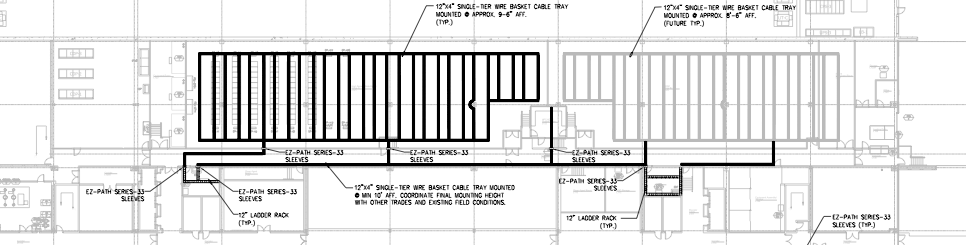 12"X4" SINGLE-TIER WIRE BASKET CABLE TRAY
MOUNTED @ APPROX. 9'-6" AFF.
(TYP.)
12"X4" SINGLE-TIER WIRE BASKET CABLE TRAY
MOUNTED @ APPROX. 8'-6" AFF.
(FUTURE TYP.)
EZ-PATH SERIES-33
SLEEVES
EZ-PATH SERIES-33
SLEEVES
EZ-PATH SERIES-33
SLEEVES
EZ-PATH SERIES-33
SLEEVES
EZ-PATH SERIES-33
SLEEVES
EZ-PATH SERIES-33
SLEEVES
12"X4" SINGLE-TIER WIRE BASKET CABLE TRAY MOUNTED
@ MIN 10' AFF. COORDINATE FINAL MOUNTING HEIGHT
WITH OTHER TRADES AND EXISTING FIELD CONDITIONS.
12" LADDER RACK
(TYP.)
12" LADDER RACK
(TYP.)
EZ-PATH SERIES-33
SLEEVES (TYP.)